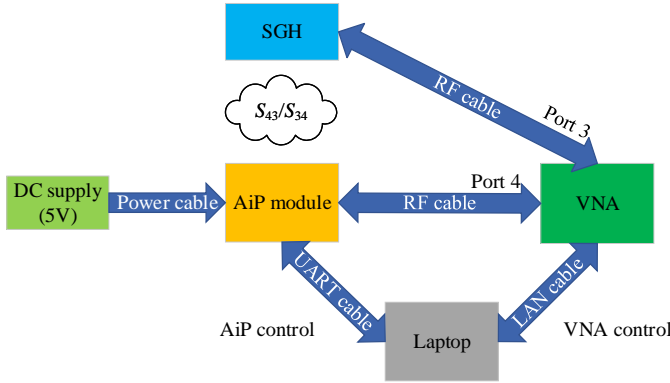 SGH
RF cable
Port 3
S43/S34
Port 4
DC supply
(5V)
Power cable
AiP module
RF cable
VNA
UART cable
LAN cable
AiP control
Laptop
VNA control